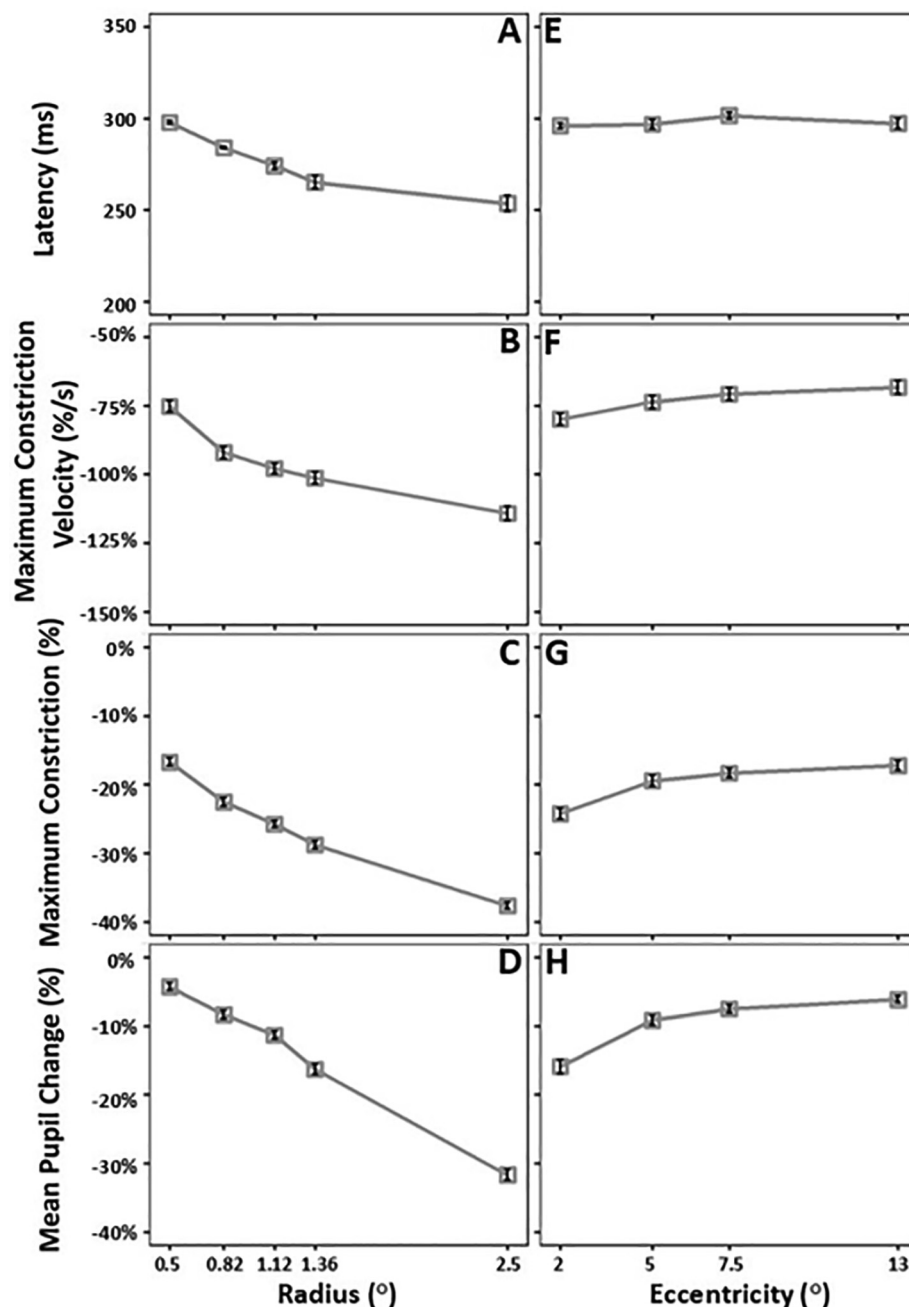 A
E
Latency (ms)
350
300
250
200
B
F
Maximum Constriction
Velocity (%/s)
-50%
-75%
-100%
-125%
-150%
C
G
Maximum Constriction (%)
0%
-10%
-20%
-30%
-40%
D
H
Mean Pupil Change (%)
0%
-10%
-20%
-30%
-40%
0.5 0.82 1.12 1.36 2.5
2 5 7.5 13
Radius (°)
Eccentricity (°)